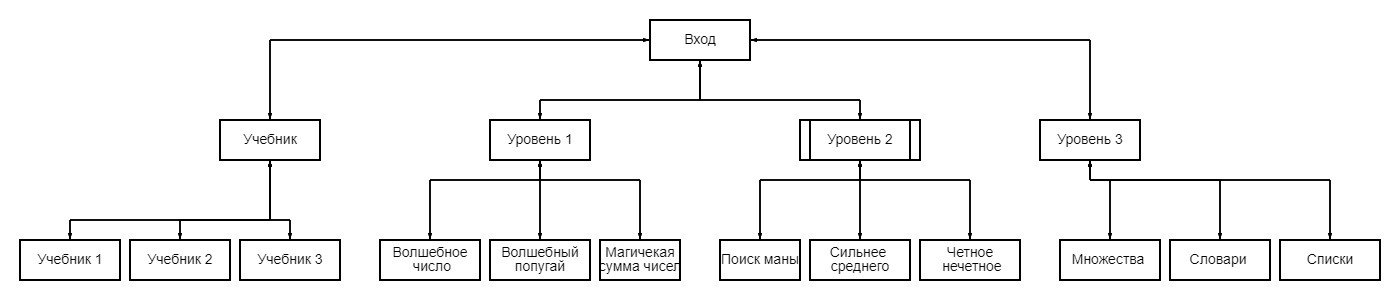 Вход
Учебник
Уровень 1
Уровень 2
Уровень 3
Учебник 1
Учебник 2
Учебник 3
Волшебное
число
Волшебный
попугай
Магичекая
сумма чисел
Поиск маны
Сильнее
среднего
Четное
нечетное
Множества
Словари
Списки